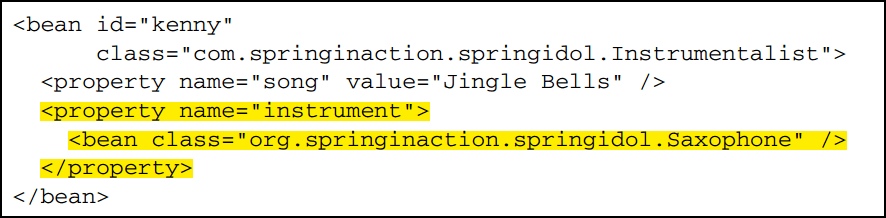 <bean id="kenny"
class="com.springinaction.springidol.Instrumentalist">
<property name="song" value="Jingle Bells" />
<property name="instrument">
<bean class="org.springinaction.springidol.Saxophone" />
</property>
</bean>